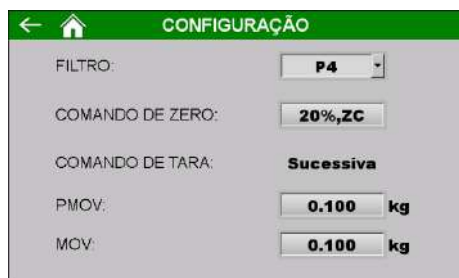 CONFIGURAÇÃO
FILTRO: P4
COMANDO DE ZERO: 20%,ZC
COMANDO DE TARA: Sucessiva
PMOV: 0.100 kg
MOV: 0.100 kg